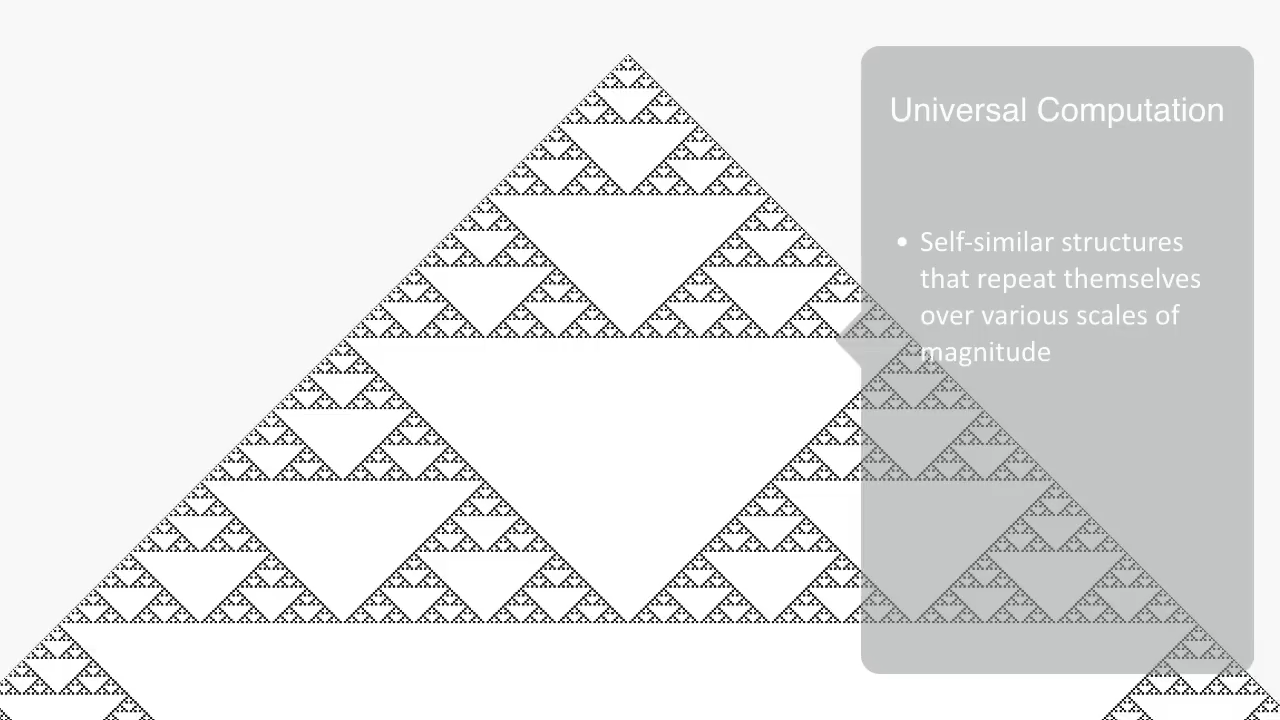 Universal Computation
• Self-similar structures
that repeat themselves
over various scales of
magnitude